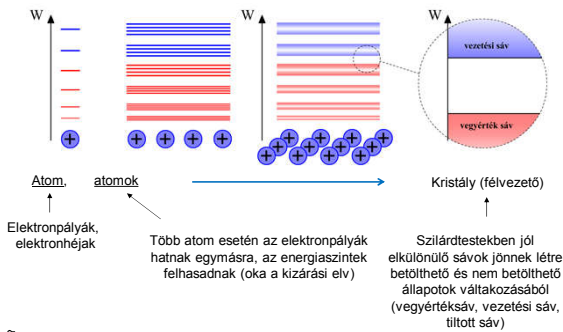 W
W
W
vezetési sáv
vegyérték sáv
+
+ + + +
+ + + +
+ + + +
Atom, atomok
Kristály (félvezető)
Elektronpályák,
elektronhéjak
Több atom esetén az elektronpályák
hatnak egymásra, az energiaszintek
felhasadnak (oka a kizárási elv)
Szilárdtestekben jól
elkülönülő sávok jönnek létre
betölthető és nem betölthető
állapotok váltakozásából
(vegyértéksáv, vezetési sáv,
tiltott sáv)